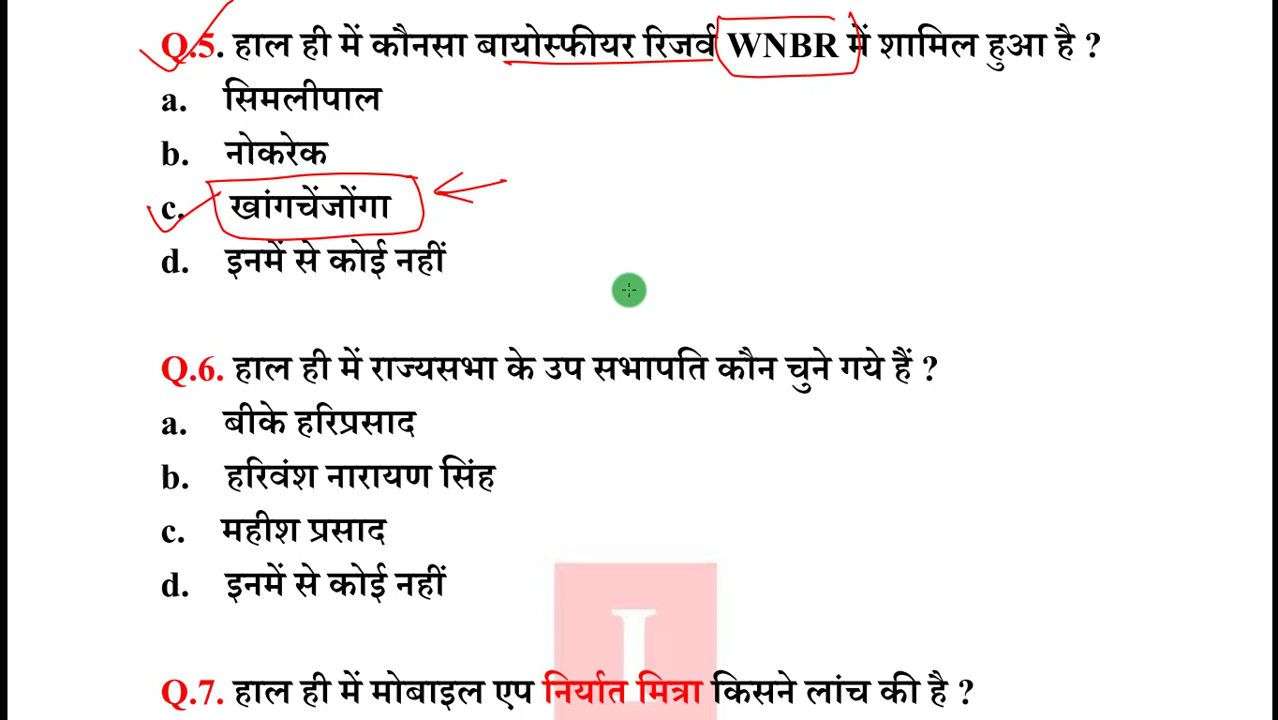 Q.5. हाल ही में कौनसा बायोस्फीयर रिजर्व WNBR में शामिल हुआ है ?
a. सिमलीपाल
b. नोकरेक
c. खांगचेंजोंगा
d. इनमें से कोई नहीं
Q.6. हाल ही में राज्यसभा के उप सभापति कौन चुने गये हैं ?
a. बीके हरिप्रसाद
b. हरिवंश नारायण सिंह
c. महीश प्रसाद
d. इनमें से कोई नहीं
I
Q.7. हाल ही में मोबाइल एप निर्यात मित्रा किसने लांच की है ?